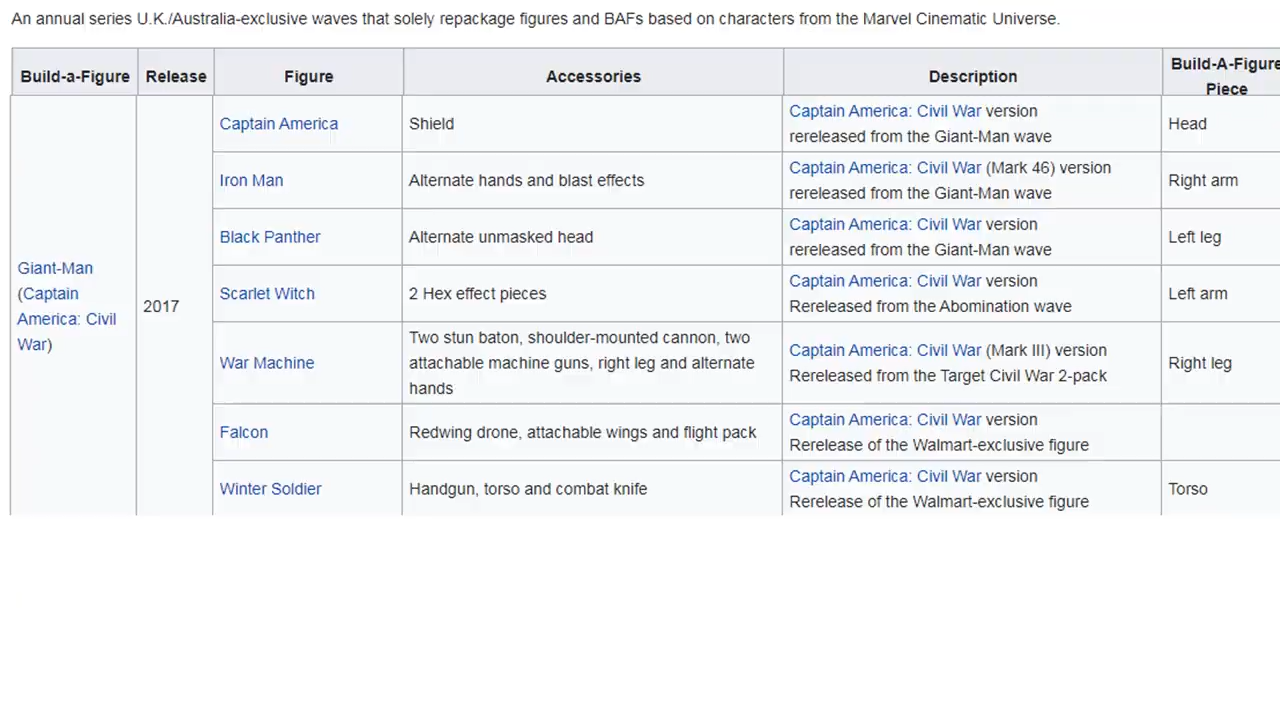 An annual series U.K./Australia-exclusive waves that solely repackage figures and BAFs based on characters from the Marvel Cinematic Universe.
Build-a-Figure Release Figure Accessories Description Build-A-Figure Piece
Giant-Man
(Captain
America: Civil
War)
2017
Captain America
Shield
Captain America: Civil War version
rereleased from the Giant-Man wave
Head
Iron Man
Alternate hands and blast effects
Captain America: Civil War (Mark 46) version
rereleased from the Giant-Man wave
Right arm
Black Panther
Alternate unmasked head
Captain America: Civil War version
rereleased from the Giant-Man wave
Left leg
Scarlet Witch
2 Hex effect pieces
Captain America: Civil War version
Rereleased from the Abomination wave
Left arm
War Machine
Two stun baton, shoulder-mounted cannon, two
attachable machine guns, right leg and alternate
hands
Captain America: Civil War (Mark III) version
Rereleased from the Target Civil War 2-pack
Right leg
Falcon
Redwing drone, attachable wings and flight pack
Captain America: Civil War version
Rerelease of the Walmart-exclusive figure
Winter Soldier
Handgun, torso and combat knife
Captain America: Civil War version
Rerelease of the Walmart-exclusive figure
Torso